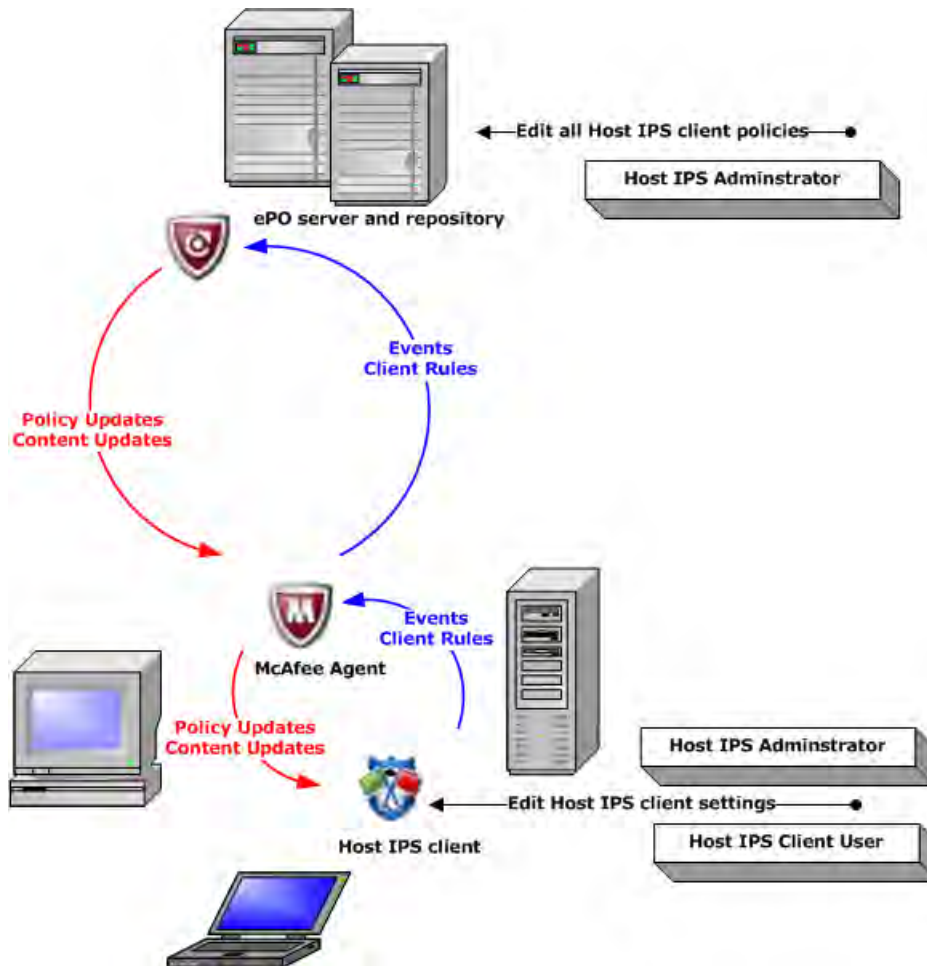 Edit all Host IPS client policies
Host IPS Adminstrator
ePO server and repository
Events
Client Rules
Policy Updates
Content Updates
Events
Client Rules
McAfee Agent
Policy Updates
Content Updates
Host IPS Adminstrator
Edit Host IPS client settings
Host IPS client
Host IPS Client User